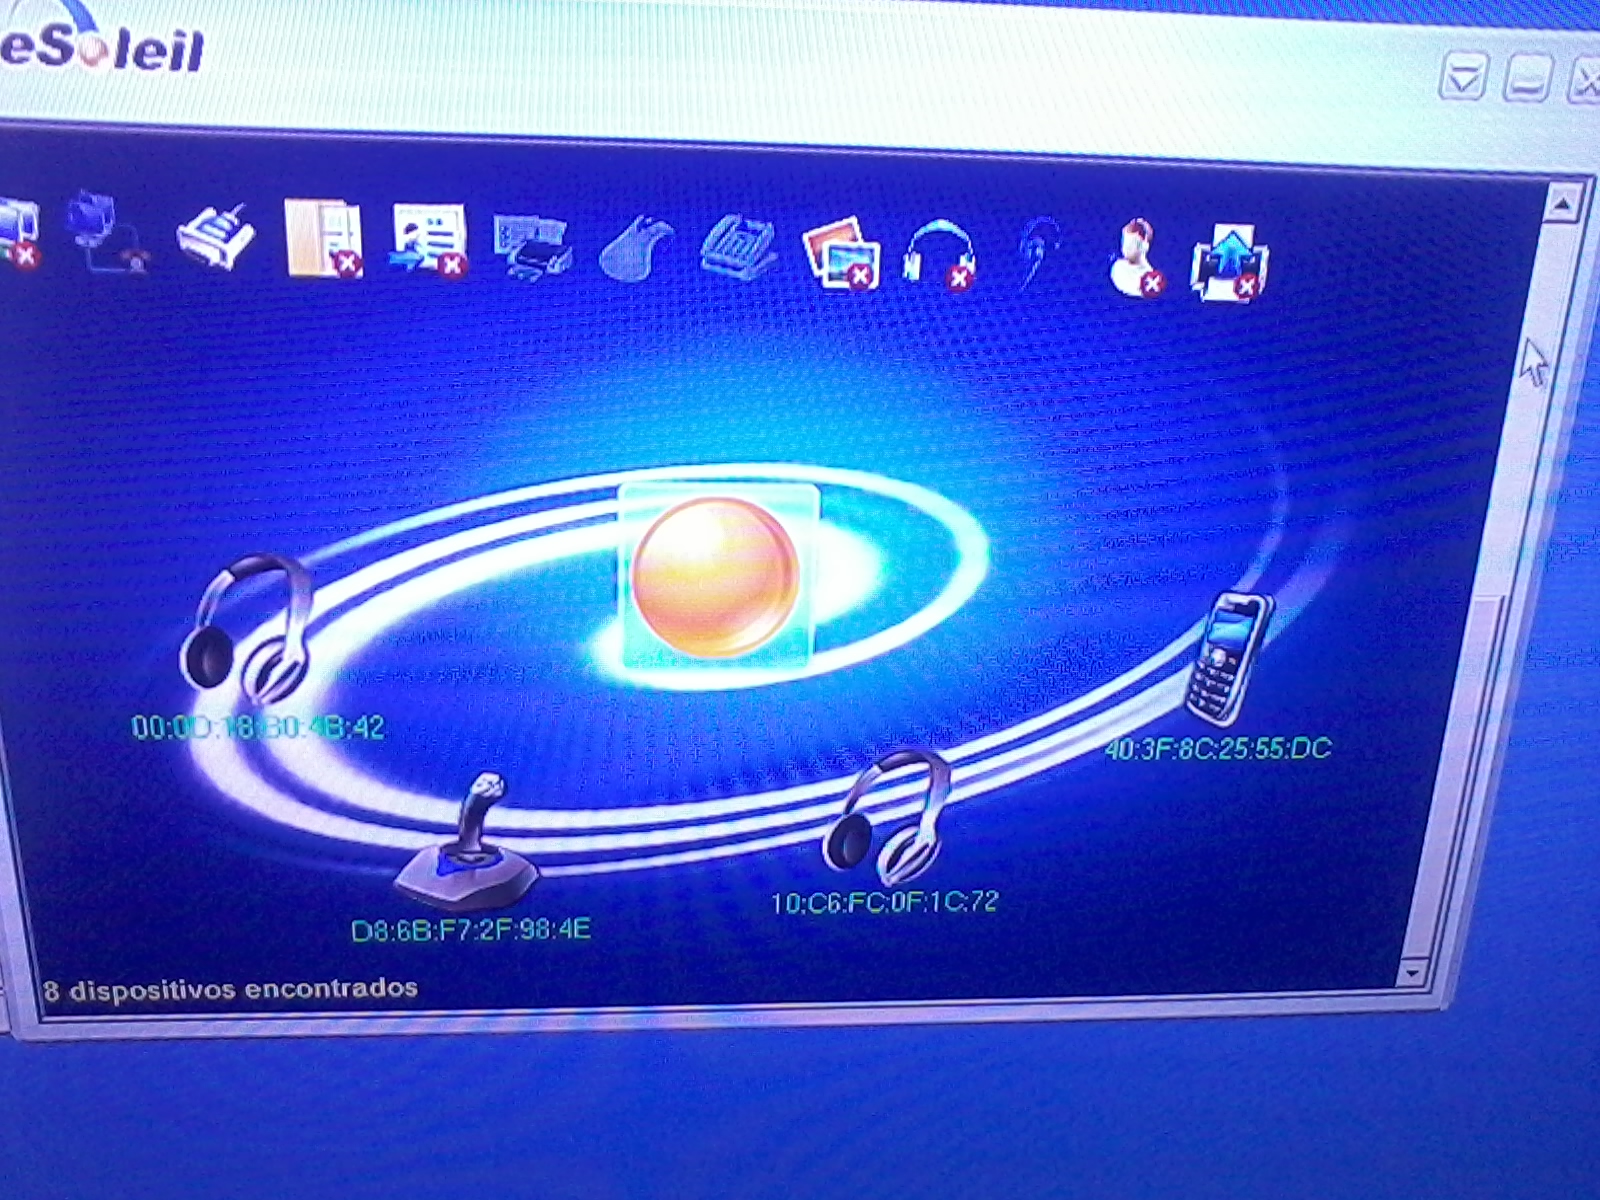 eSoleil
00:0D:18:B0:4B:42
40:3F:8C:25:55:DC
10:C6:FC:0F:1C:72
D8:6B:F7:2F:98:4E
8 dispositivos encontrados